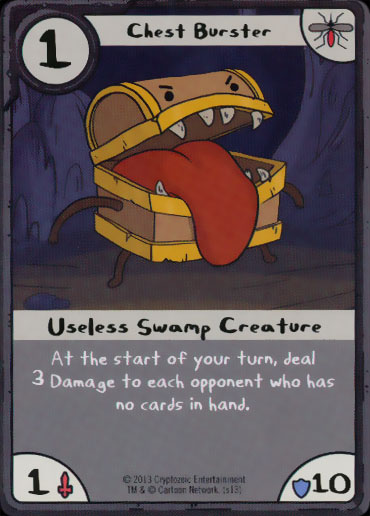 1
Chest Burster
Useless Swamp Creature
At the start of your turn, deal
3 Damage to each opponent who has
no cards in hand.
1
© 2013 Cryptozoic Entertainment
TM & © Cartoon Network. (s13)
10